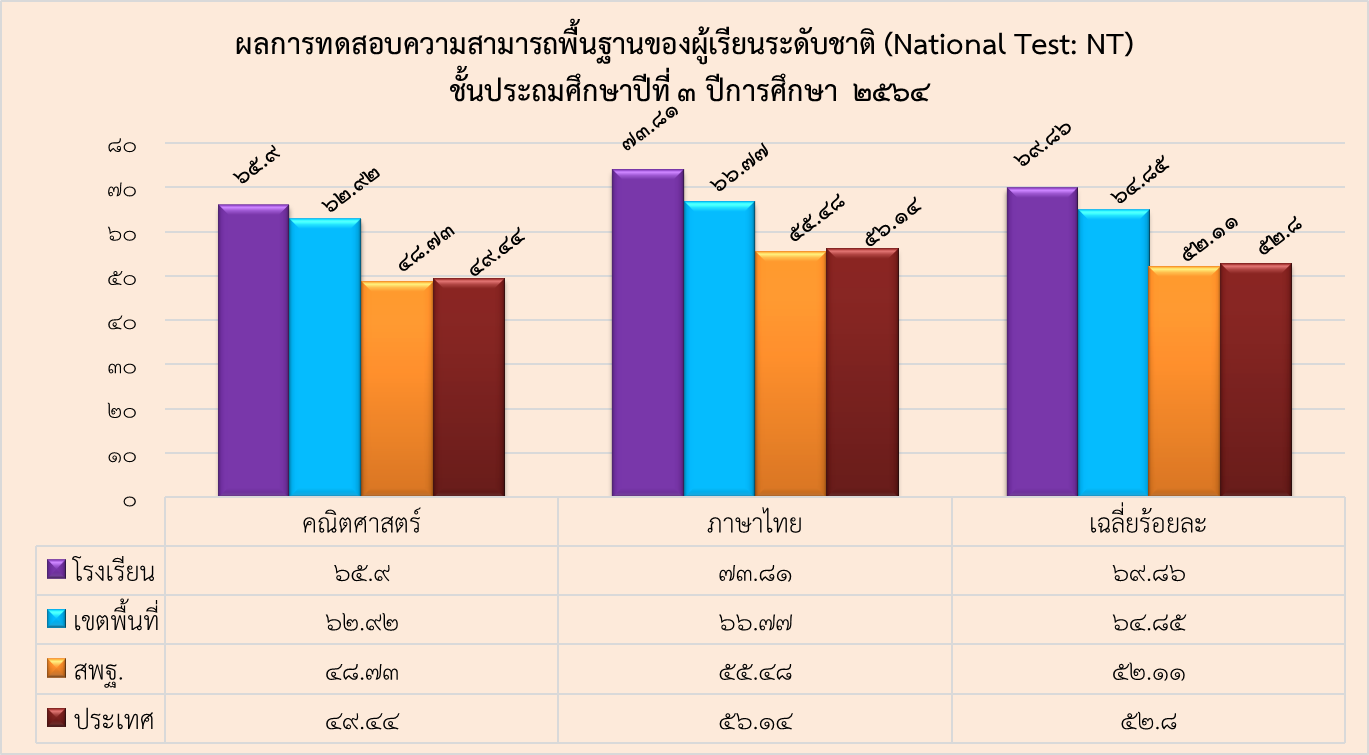 ผลการทดสอบความสามารถพื้นฐานของผู้เรียนระดับชาติ (National Test: NT)
ชั้นประถมศึกษาปีที่ ๓ ปีการศึกษา ๒๕๖๔
๘๐
๗๐
๖๐
๕๐
๔๐
๓๐
๒๐
๑๐
๐
๖๕.๙ ๖๒.๙๒ ๔๘.๗๓ ๔๙.๔๔ ๗๓.๘๑ ๖๖.๗๗ ๕๕.๔๘ ๕๖.๑๔ ๖๙.๘๖ ๖๔.๘๕ ๕๒.๑๑ ๕๒.๘
คณิตศาสตร์ ภาษาไทย เฉลี่ยร้อยละ
โรงเรียน ๖๕.๙ ๗๓.๘๑ ๖๙.๘๖
เขตพื้นที่ ๖๒.๙๒ ๖๖.๗๗ ๖๔.๘๕
สพฐ. ๔๘.๗๓ ๕๕.๔๘ ๕๒.๑๑
ประเทศ ๔๙.๔๔ ๕๖.๑๔ ๕๒.๘